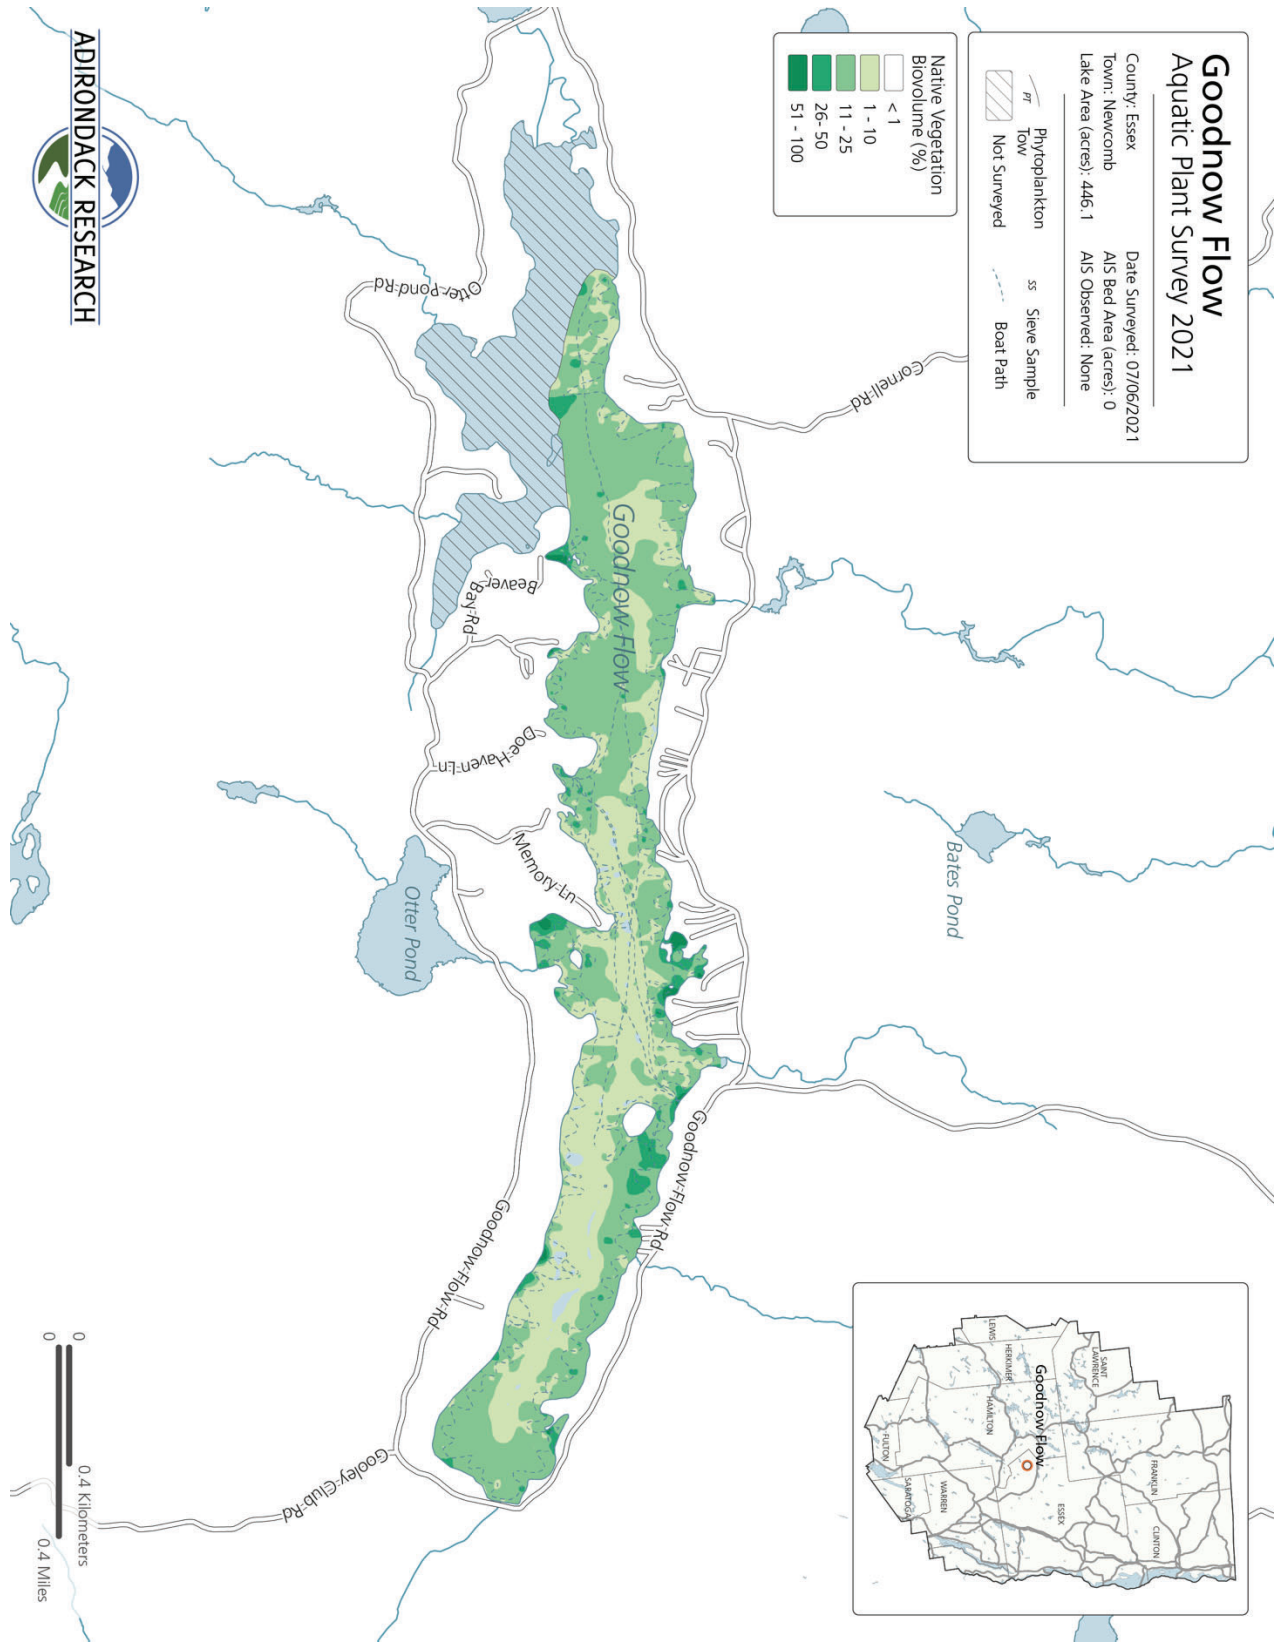 Goodnow Flow
Aquatic Plant Survey 2021
County: Essex
Town: Newcomb
Lake Area (acres): 446.1
Date Surveyed: 07/06/2021
AIS Bed Area (acres): 0
AIS Observed: None
PT
Phytoplankton
Tow
Not Surveyed
SS
Sieve Sample
Boat Path
Native Vegetation
Biovolume (%)
< 1
1 - 10
11 - 25
26- 50
51 - 100
Cornell-Rd
Otter-Pond-Rd
Goodnow Flow
Beaver
Bay-Rd
Doe-Haven-Ln
Memory-Ln
Otter Pond
Bates Pond
Goodnow-Flow-Rd
Goodnow-Flow-Rd
Gooley-Club-Rd
SAINT
LAWRENCE
FRANKLIN
CLINTON
LEWIS
HERKIMER
HAMILTON
ESSEX
Goodnow Flow
FULTON
SARATOGA
WARREN
ADIRONDACK RESEARCH
0
0.4 Kilometers
0
0.4 Miles